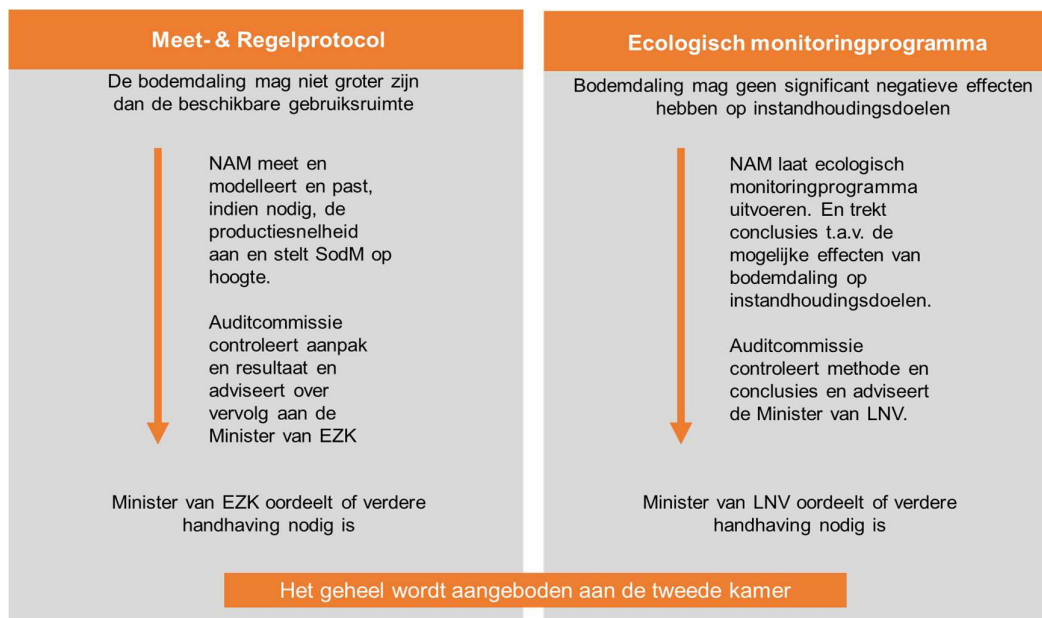 Meet- & Regelprotocol
De bodemdaling mag niet groter zijn
dan de beschikbare gebruiksruimte
NAM meet en
modelleert en past,
indien nodig, de
productiesnelheid
aan en stelt SodM op
hoogte.
Auditcommissie
controleert aanpak
en resultaat en
adviseert over
vervolg aan de
Minister van EZK
Minister van EZK oordeelt of verdere
handhaving nodig is
Ecologisch monitoringprogramma
Bodemdaling mag geen significant negatieve effecten
hebben op instandhoudingsdoelen
NAM laat ecologisch
monitoringprogramma
uitvoeren. En trekt
conclusies t.a.v. de
mogelijke effecten van
bodemdaling op
instandhoudingsdoelen.
Auditcommissie
controleert methode en
conclusies en adviseert
de Minister van LNV.
Minister van LNV oordeelt of verdere
handhaving nodig is
Het geheel wordt aangeboden aan de tweede kamer